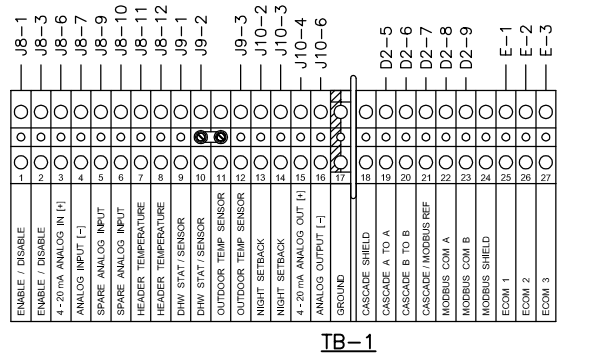 J8-1
J8-3
J8-6
J8-7
J8-9
J8-10
J8-11
J8-12
J9-1
J9-2
J9-3
J10-2
J10-3
J10-4
J10-6
D2-5
D2-6
D2-7
D2-8
D2-9
E-1
E-2
E-3
1 2 3 4 5 6 7 8 9 10 11 12 13 14 15 16 17 18 19 20 21 22 23 24 25 26 27
ENABLE / DISABLE
ENABLE / DISABLE
4 - 20 mA ANALOG IN [+]
ANALOG INPUT [-]
SPARE ANALOG INPUT
SPARE ANALOG INPUT
HEADER TEMPERATURE
HEADER TEMPERATURE
DHW STAT / SENSOR
DHW STAT / SENSOR
OUTDOOR TEMP SENSOR
OUTDOOR TEMP SENSOR
NIGHT SETBACK
NIGHT SETBACK
4 - 20 mA ANALOG OUT [+]
ANALOG OUTPUT [-]
GROUND
CASCADE SHIELD
CASCADE A TO A
CASCADE B TO B
CASCADE / MODBUS REF
MODBUS COM A
MODBUS COM B
MODBUS SHIELD
ECOM 1
ECOM 2
ECOM 3
TB-1